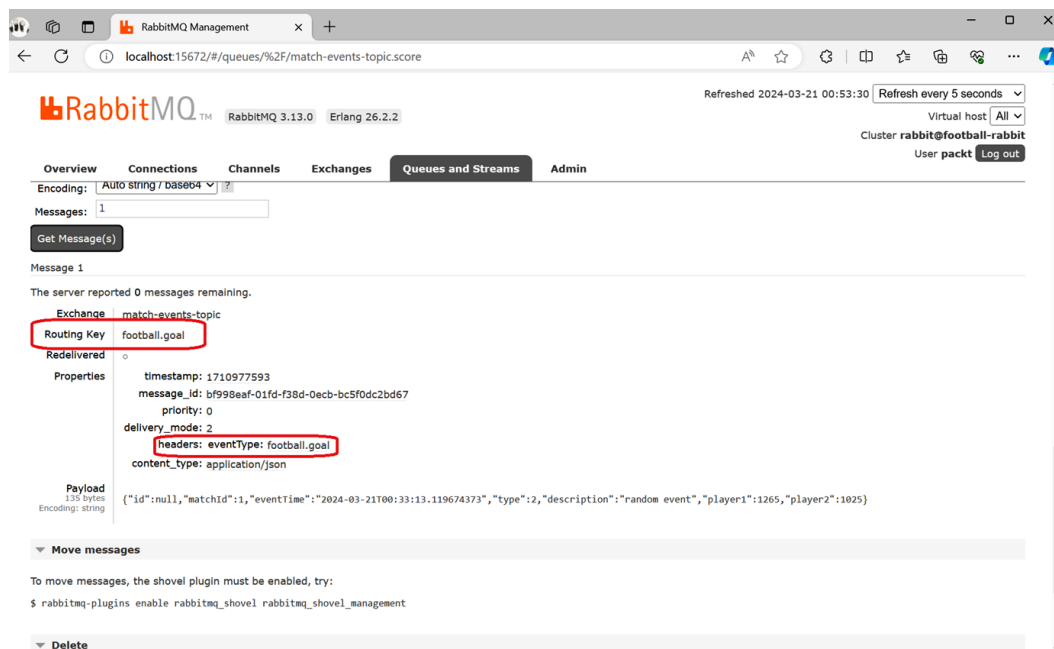 RabbitMQ Management
localhost:15672/#/queues/%2F/match-events-topic.score
Refreshed 2024-03-21 00:53:30 Refresh every 5 seconds
RabbitMQ TM RabbitMQ 3.13.0 Erlang 26.2.2
Virtual host All
Cluster rabbit@football-rabbit
User packt Log out
Overview Connections Channels Exchanges Queues and Streams Admin
Encoding: Auto string / base64 ?
Messages: 1
Get Message(s)
Message 1
The server reported 0 messages remaining.
Exchange match-events-topic
Routing Key football.goal
Redelivered ○
Properties timestamp: 1710977593
message_id: bf998eaf-01fd-f38d-0ecb-bc5f0dc2bd67
priority: 0
delivery_mode: 2
headers: eventType: football.goal
content_type: application/json
Payload
135 bytes
Encoding: string
{"id":null,"matchId":1,"eventTime":"2024-03-21T00:33:13.119674373","type":2,"description":"random event","player1":1265,"player2":1025}
Move messages
To move messages, the shovel plugin must be enabled, try:
$ rabbitmq-plugins enable rabbitmq_shovel rabbitmq_shovel_management
Delete